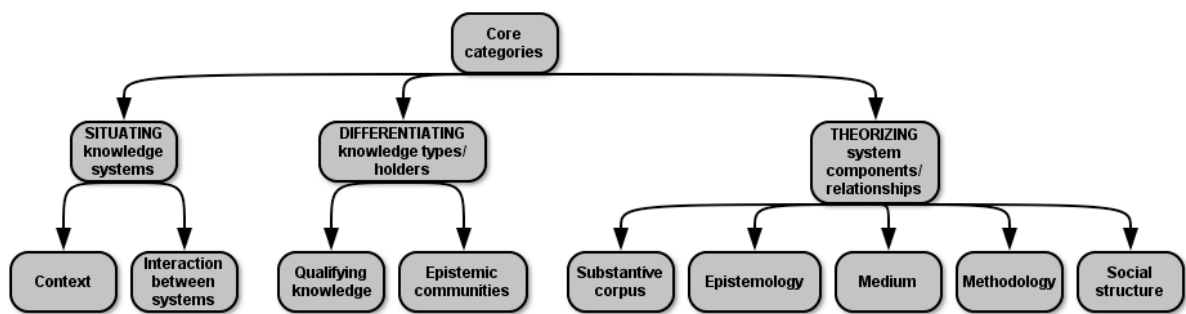 Core
categories
SITUATING
knowledge
systems
DIFFERENTIATING
knowledge types/
holders
THEORIZING
system
components/
relationships
Context
Interaction
between
systems
Qualifying
knowledge
Epistemic
communities
Substantive
corpus
Epistemology
Medium
Methodology
Social
structure